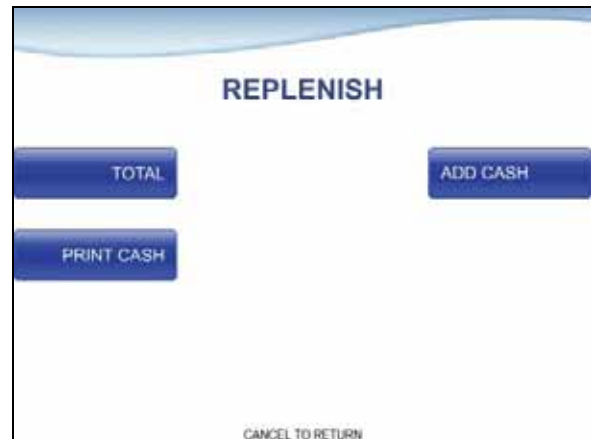 REPLENISH
TOTAL
ADD CASH
PRINT CASH
CANCEL TO RETURN